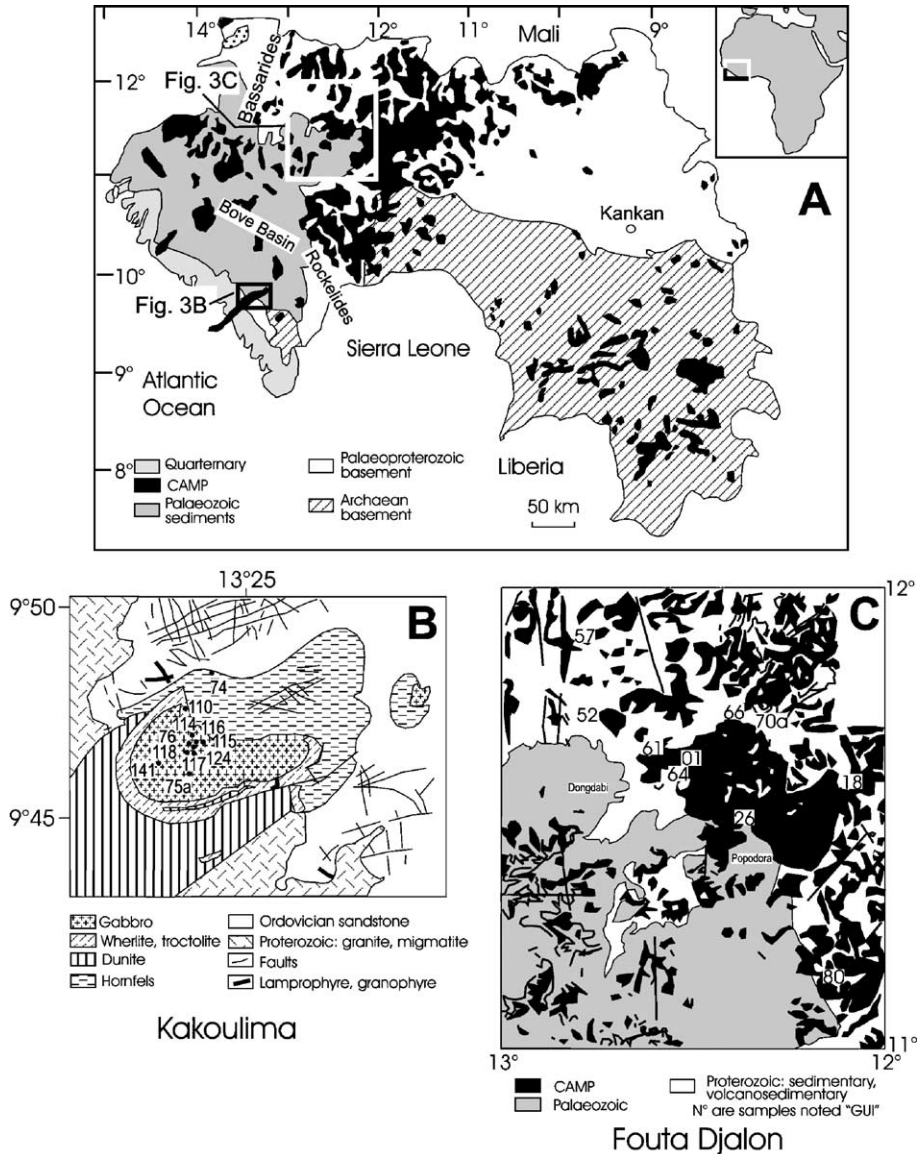 14° 12° 11° 9°
Mali
12°
Fig. 3C
Bassarides
A
Kankan
Bove Basin
Rockelides
10°
Fig. 3B
Sierra Leone
9°
Atlantic
Ocean
8°
Liberia
Quarternary
CAMP
Palaeozoic
sediments
Palaeoproterozoic
basement
Archaean
basement
50 km
13°25
9°50
B
74
110
114 116
76 115
118 124
117
141
75a
9°45
Gabbro
Wherlite, troctolite
Dunite
Hornfels
Ordovician sandstone
Proterozoic: granite, migmatite
Faults
Lamprophyre, granophyre
Kakoulima
12°
C
57
52
66
70a
61
01
64
18
Dongdabi
26
Popodora
80
11°
13° 12°
CAMP
Palaeozoic
Proterozoic: sedimentary,
volcanosedimentary
N° are samples noted "GUI"
Fouta Djalon